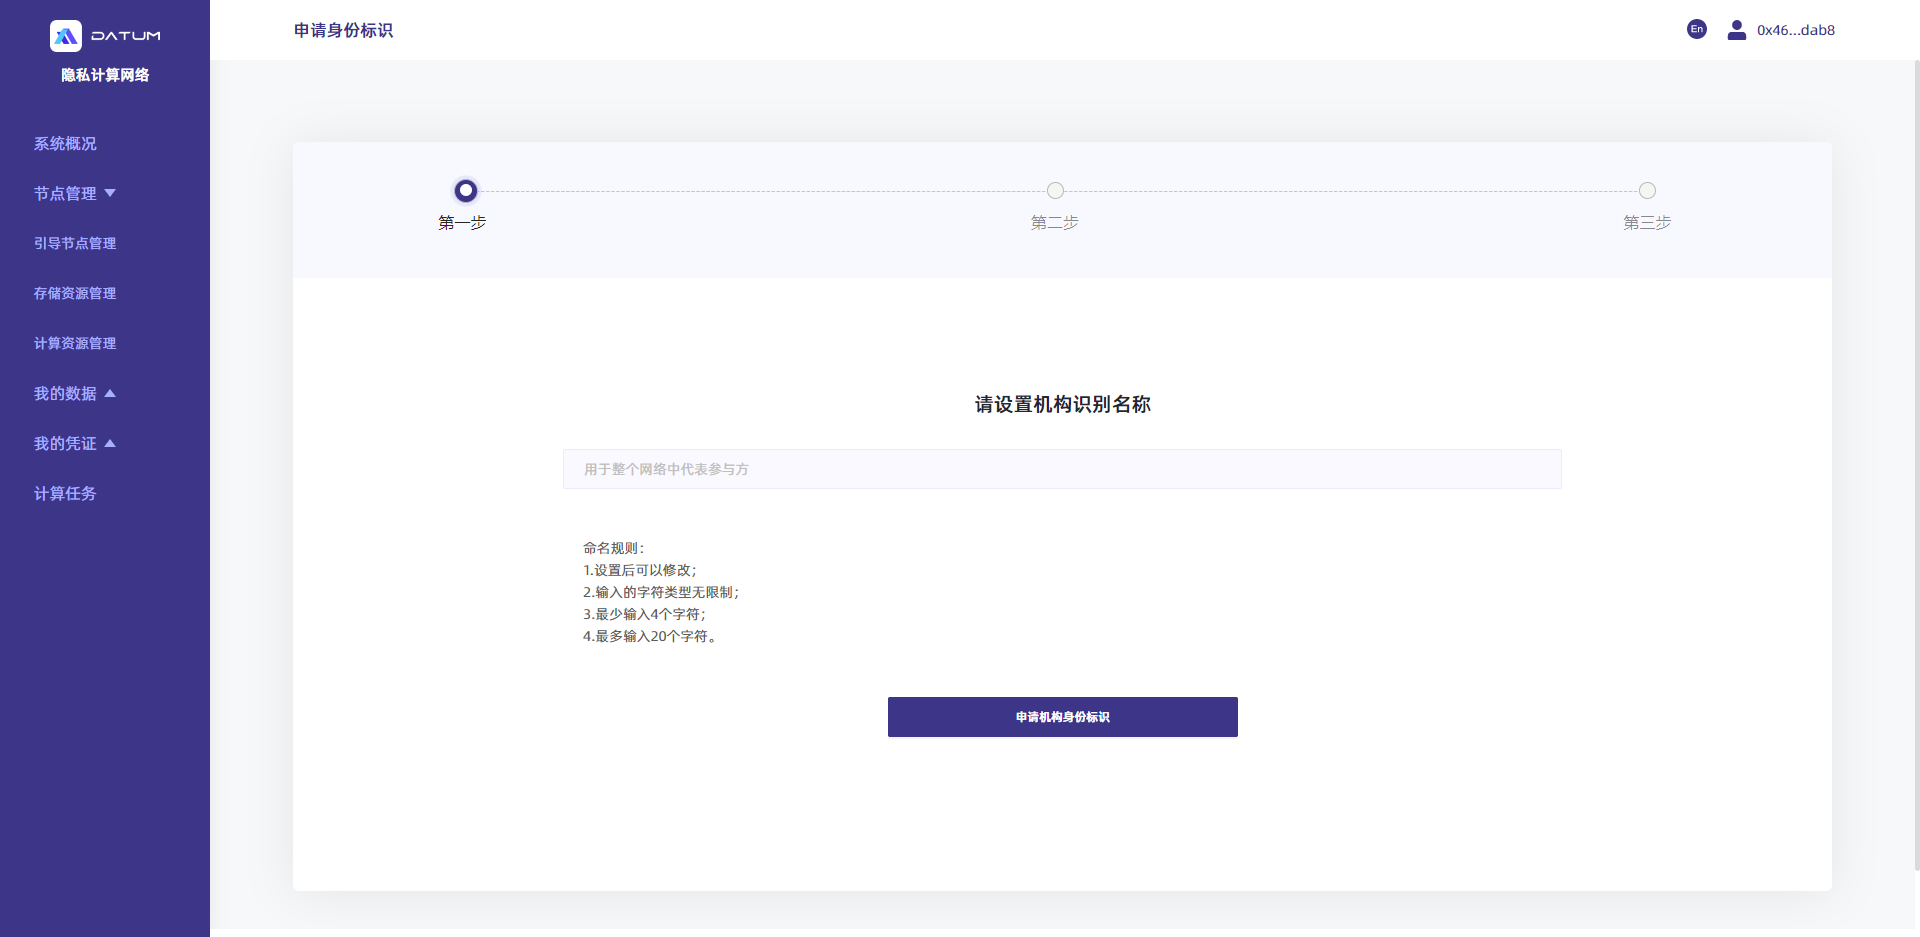 DATUM
隐私计算网络
系统概况
节点管理
引导节点管理
存储资源管理
计算资源管理
我的数据
我的凭证
计算任务
申请身份标识
En
0x46...dab8
第一步
第二步
第三步
请设置机构识别名称
用于整个网络中代表参与方
命名规则：
1.设置后可以修改；
2.输入的字符类型无限制；
3.最少输入4个字符；
4.最多输入20个字符。
申请机构身份标识